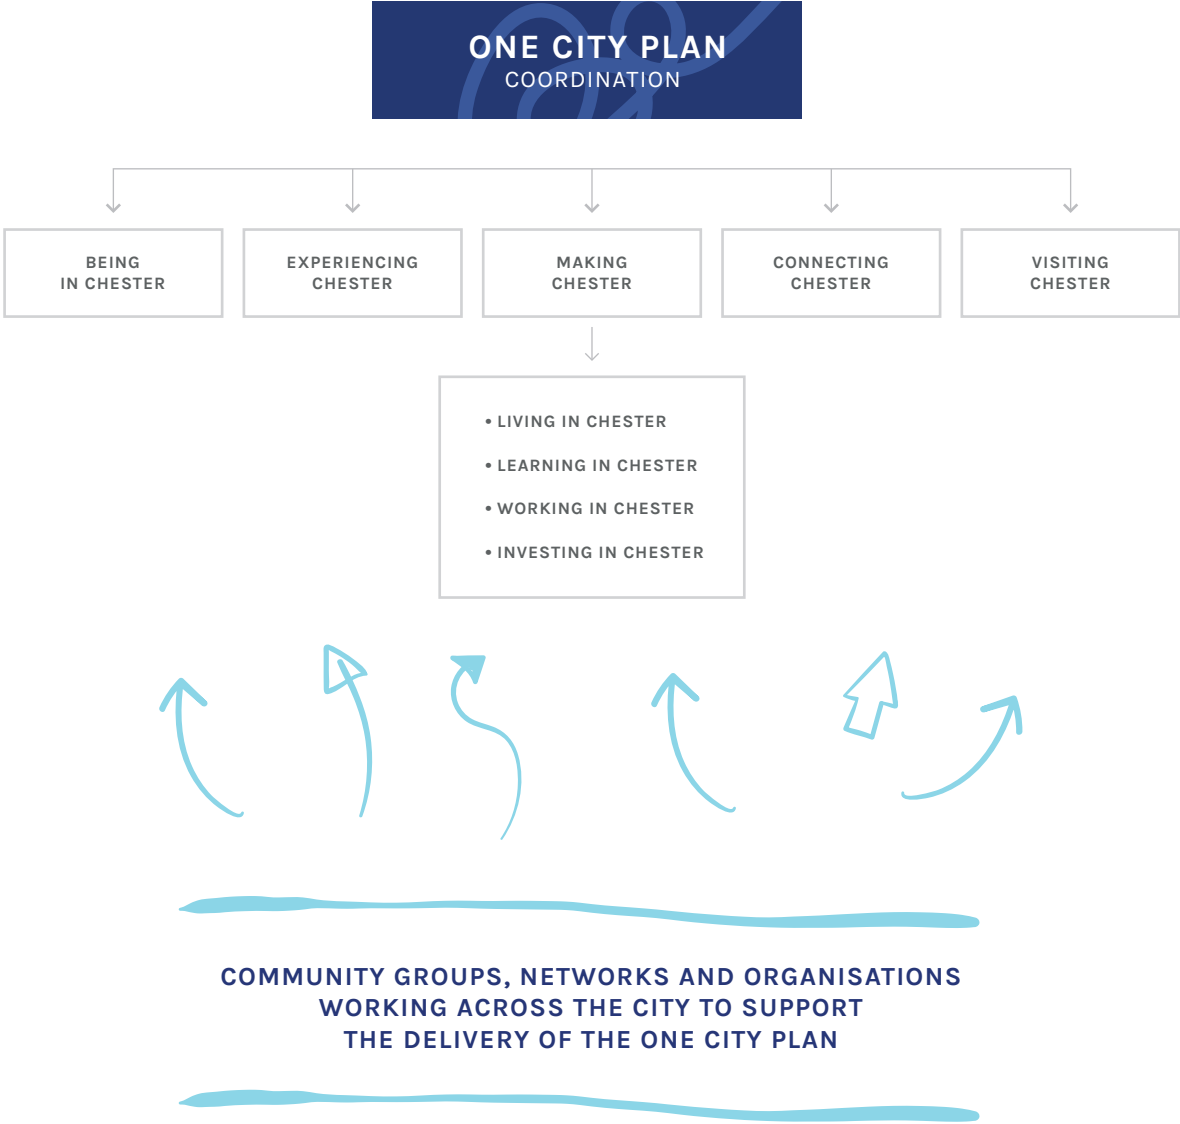 ONE CITY PLAN
COORDINATION
BEING
IN CHESTER
EXPERIENCING
CHESTER
MAKING
CHESTER
CONNECTING
CHESTER
VISITING
CHESTER
• LIVING IN CHESTER
• LEARNING IN CHESTER
• WORKING IN CHESTER
• INVESTING IN CHESTER
COMMUNITY GROUPS, NETWORKS AND ORGANISATIONS
WORKING ACROSS THE CITY TO SUPPORT
THE DELIVERY OF THE ONE CITY PLAN